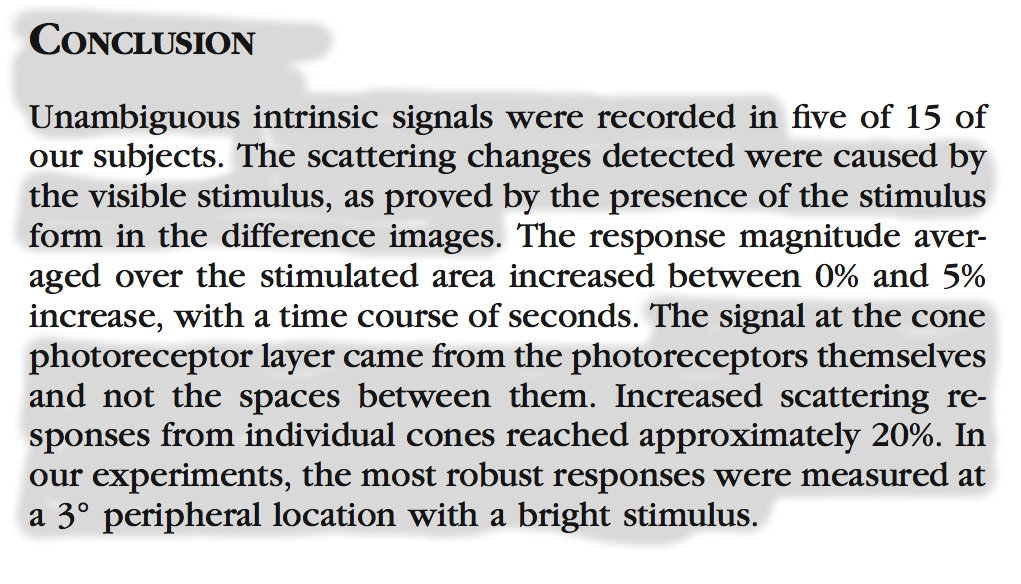 CONCLUSION
Unambiguous intrinsic signals were recorded in five of 15 of
our subjects. The scattering changes detected were caused by
the visible stimulus, as proved by the presence of the stimulus
form in the difference images. The response magnitude aver-
aged over the stimulated area increased between 0% and 5%
increase, with a time course of seconds. The signal at the cone
photoreceptor layer came from the photoreceptors themselves
and not the spaces between them. Increased scattering re-
sponses from individual cones reached approximately 20%. In
our experiments, the most robust responses were measured at
a 3° peripheral location with a bright stimulus.